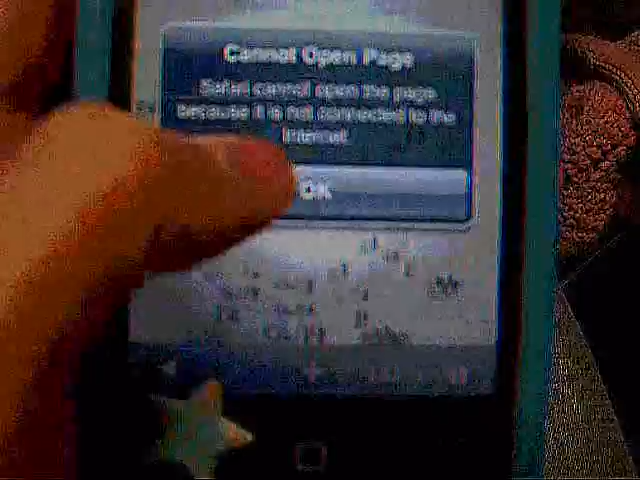 Cannot Open Page
Safari cannot open the page
because it is not connected to the
Internet
OK